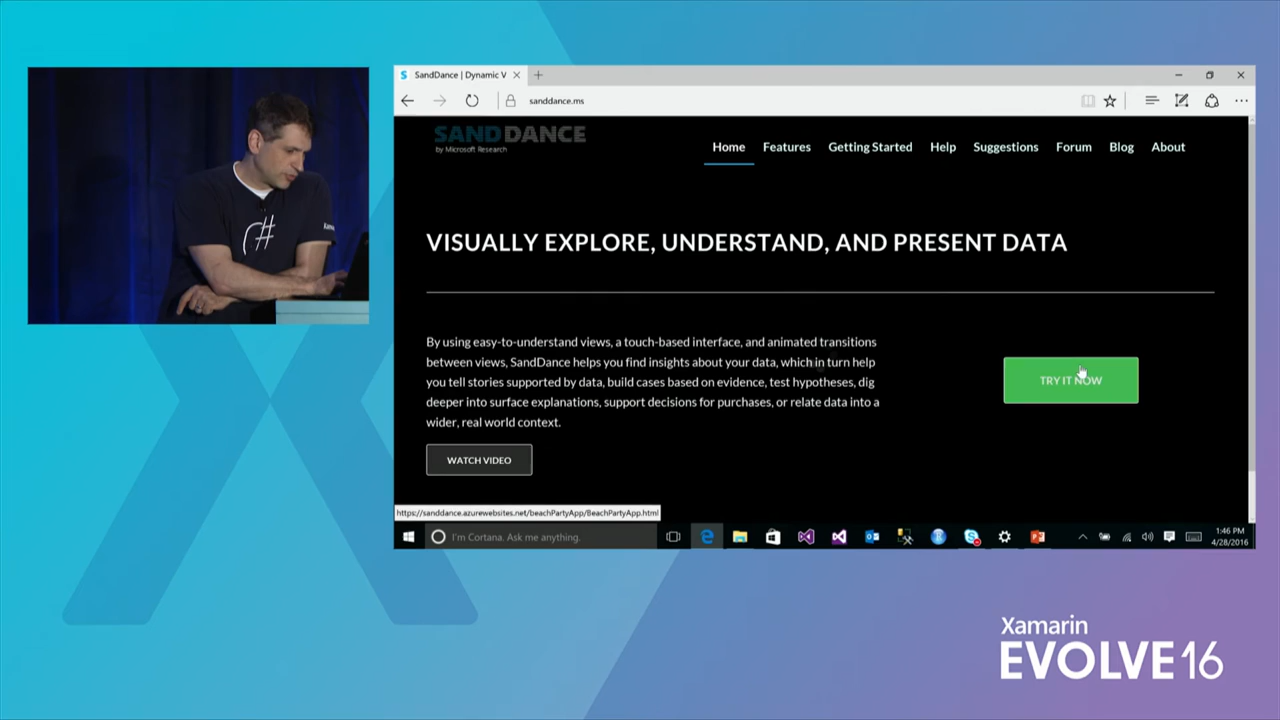 SandDance | Dynamic V
sanddance.ms
SANDDANCE
by Microsoft Research
Home Features Getting Started Help Suggestions Forum Blog About
VISUALLY EXPLORE, UNDERSTAND, AND PRESENT DATA
By using easy-to-understand views, a touch-based interface, and animated transitions
between views, SandDance helps you find insights about your data, which in turn help
you tell stories supported by data, build cases based on evidence, test hypotheses, dig
deeper into surface explanations, support decisions for purchases, or relate data into a
wider, real world context.
TRY IT NOW
WATCH VIDEO
https://sanddance.azurewebsites.net/beachPartyApp/BeachPartyApp.html
I'm Cortana. Ask me anything.
1:46 PM
4/28/2016
C#
Xamarin
EVOLVE16